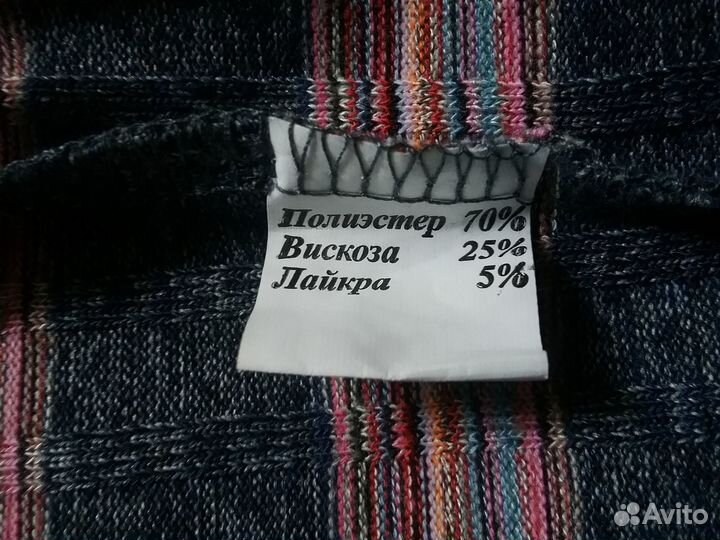 Полиэстер 70%
Вискоза 25%
Лайкра 5%
Avito